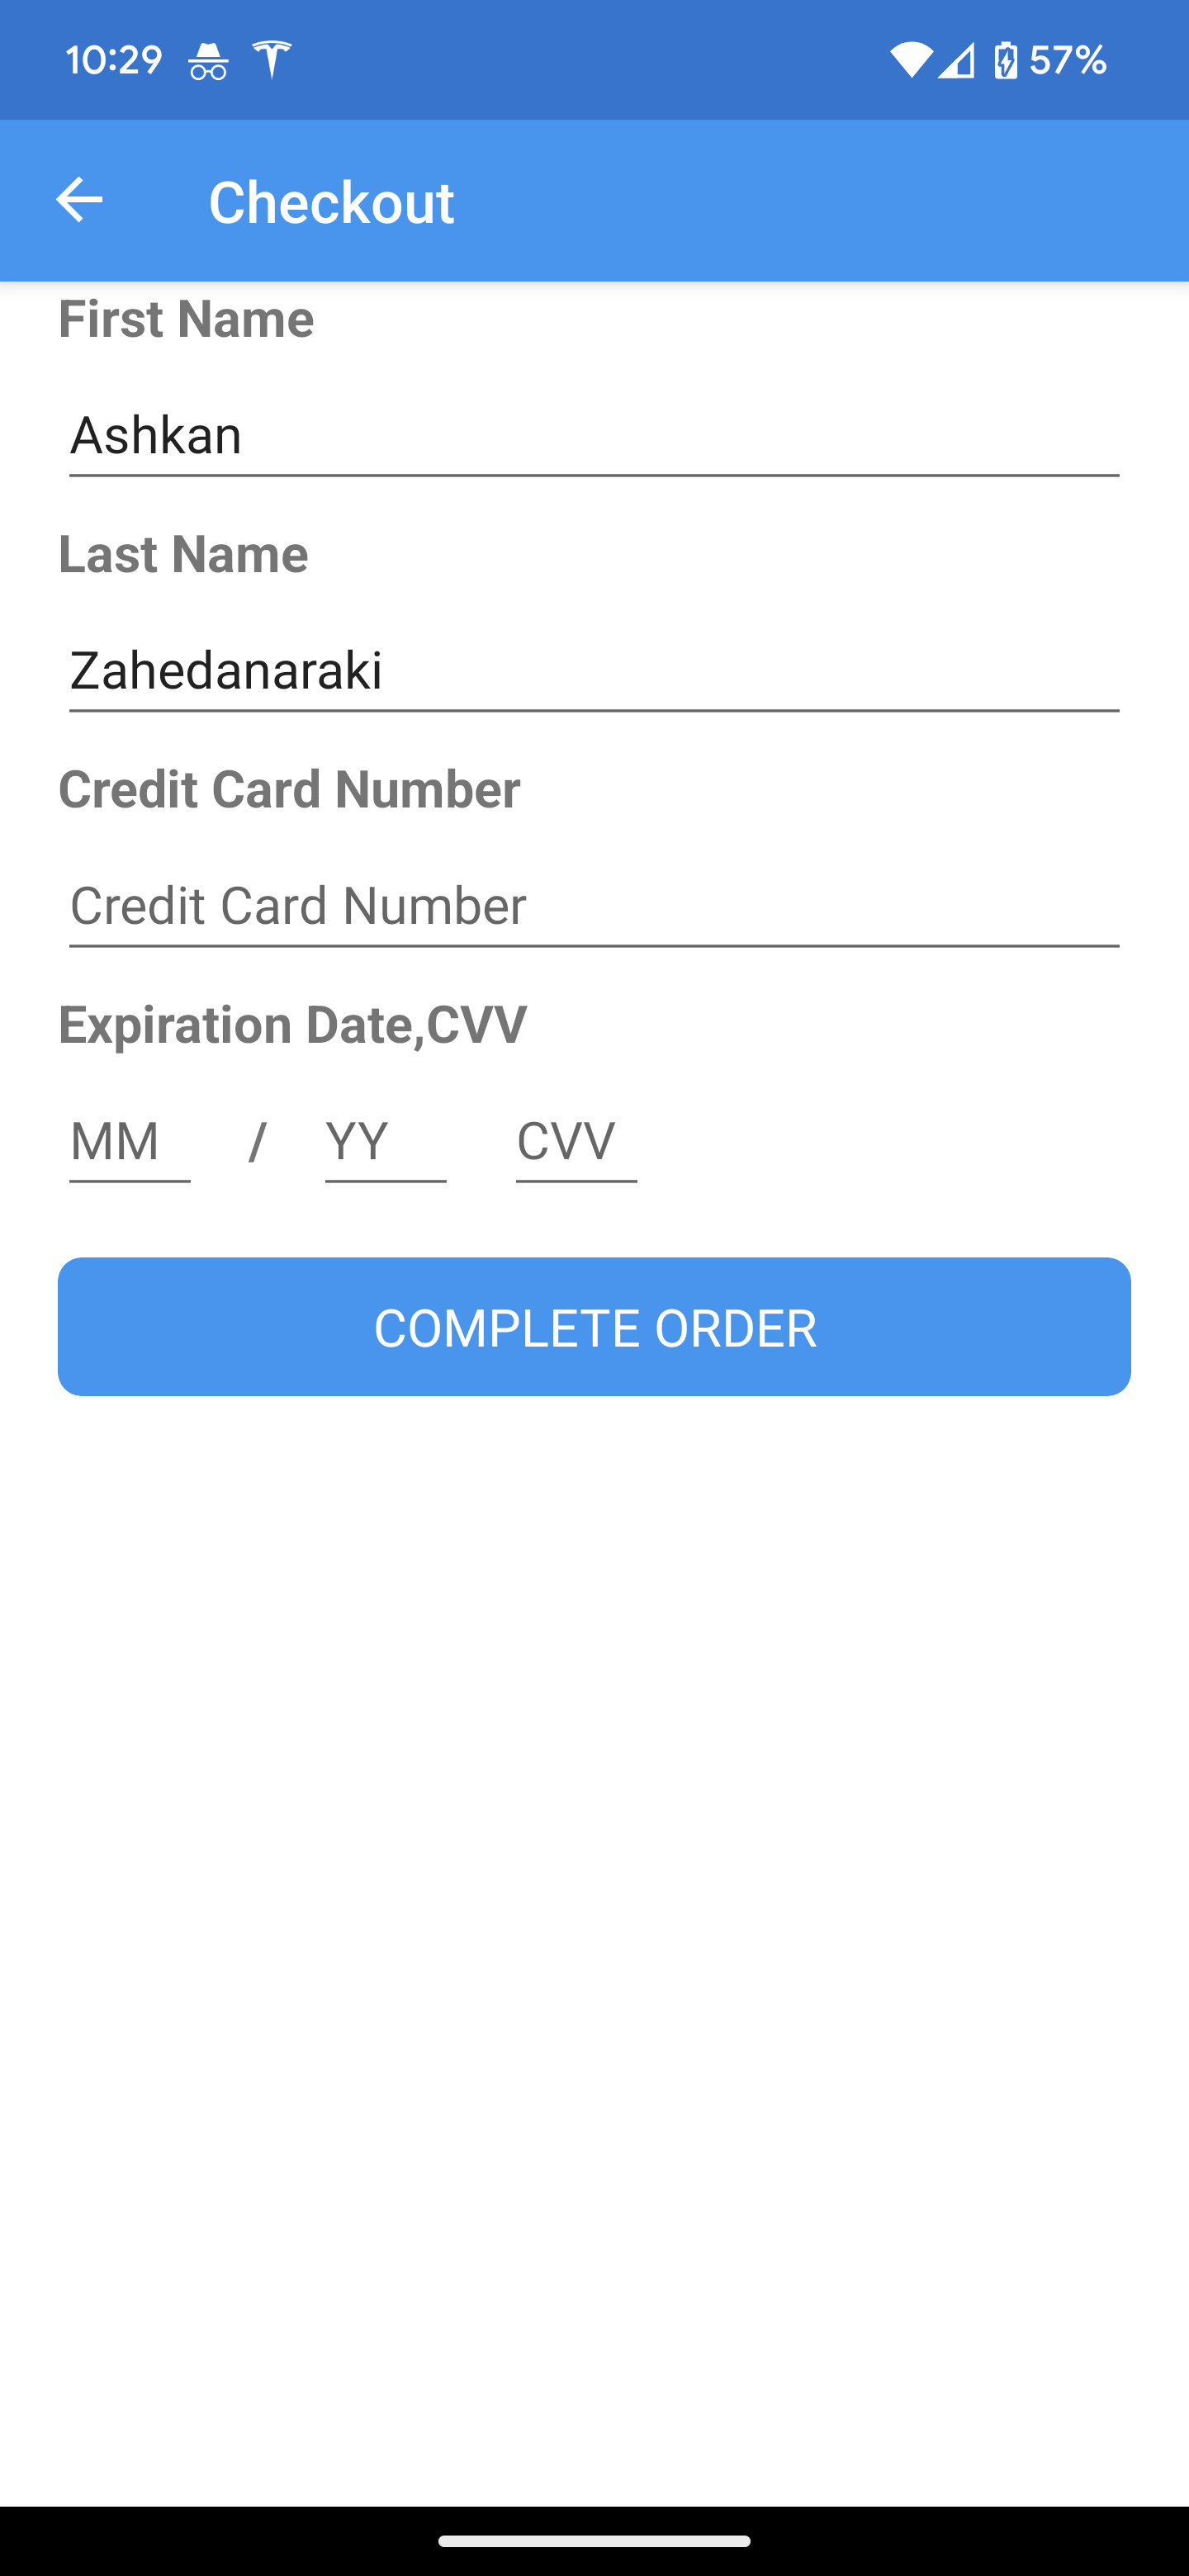 10:29 57%
Checkout
First Name
Ashkan
Last Name
Zahedanaraki
Credit Card Number
Credit Card Number
Expiration Date,CVV
MM / YY CVV
COMPLETE ORDER